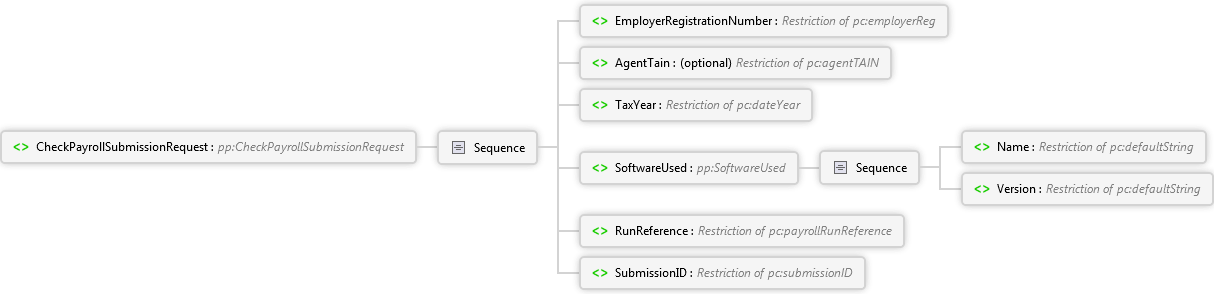 <> EmployerRegistrationNumber : Restriction of pc:employerReg
<> AgentTain : (optional) Restriction of pc:agentTAIN
<> TaxYear : Restriction of pc:dateYear
<> CheckPayrollSubmissionRequest : pp:CheckPayrollSubmissionRequest
Sequence
<> SoftwareUsed : pp:SoftwareUsed
Sequence
<> Name : Restriction of pc:defaultString
<> Version : Restriction of pc:defaultString
<> RunReference : Restriction of pc:payrollRunReference
<> SubmissionID : Restriction of pc:submissionID